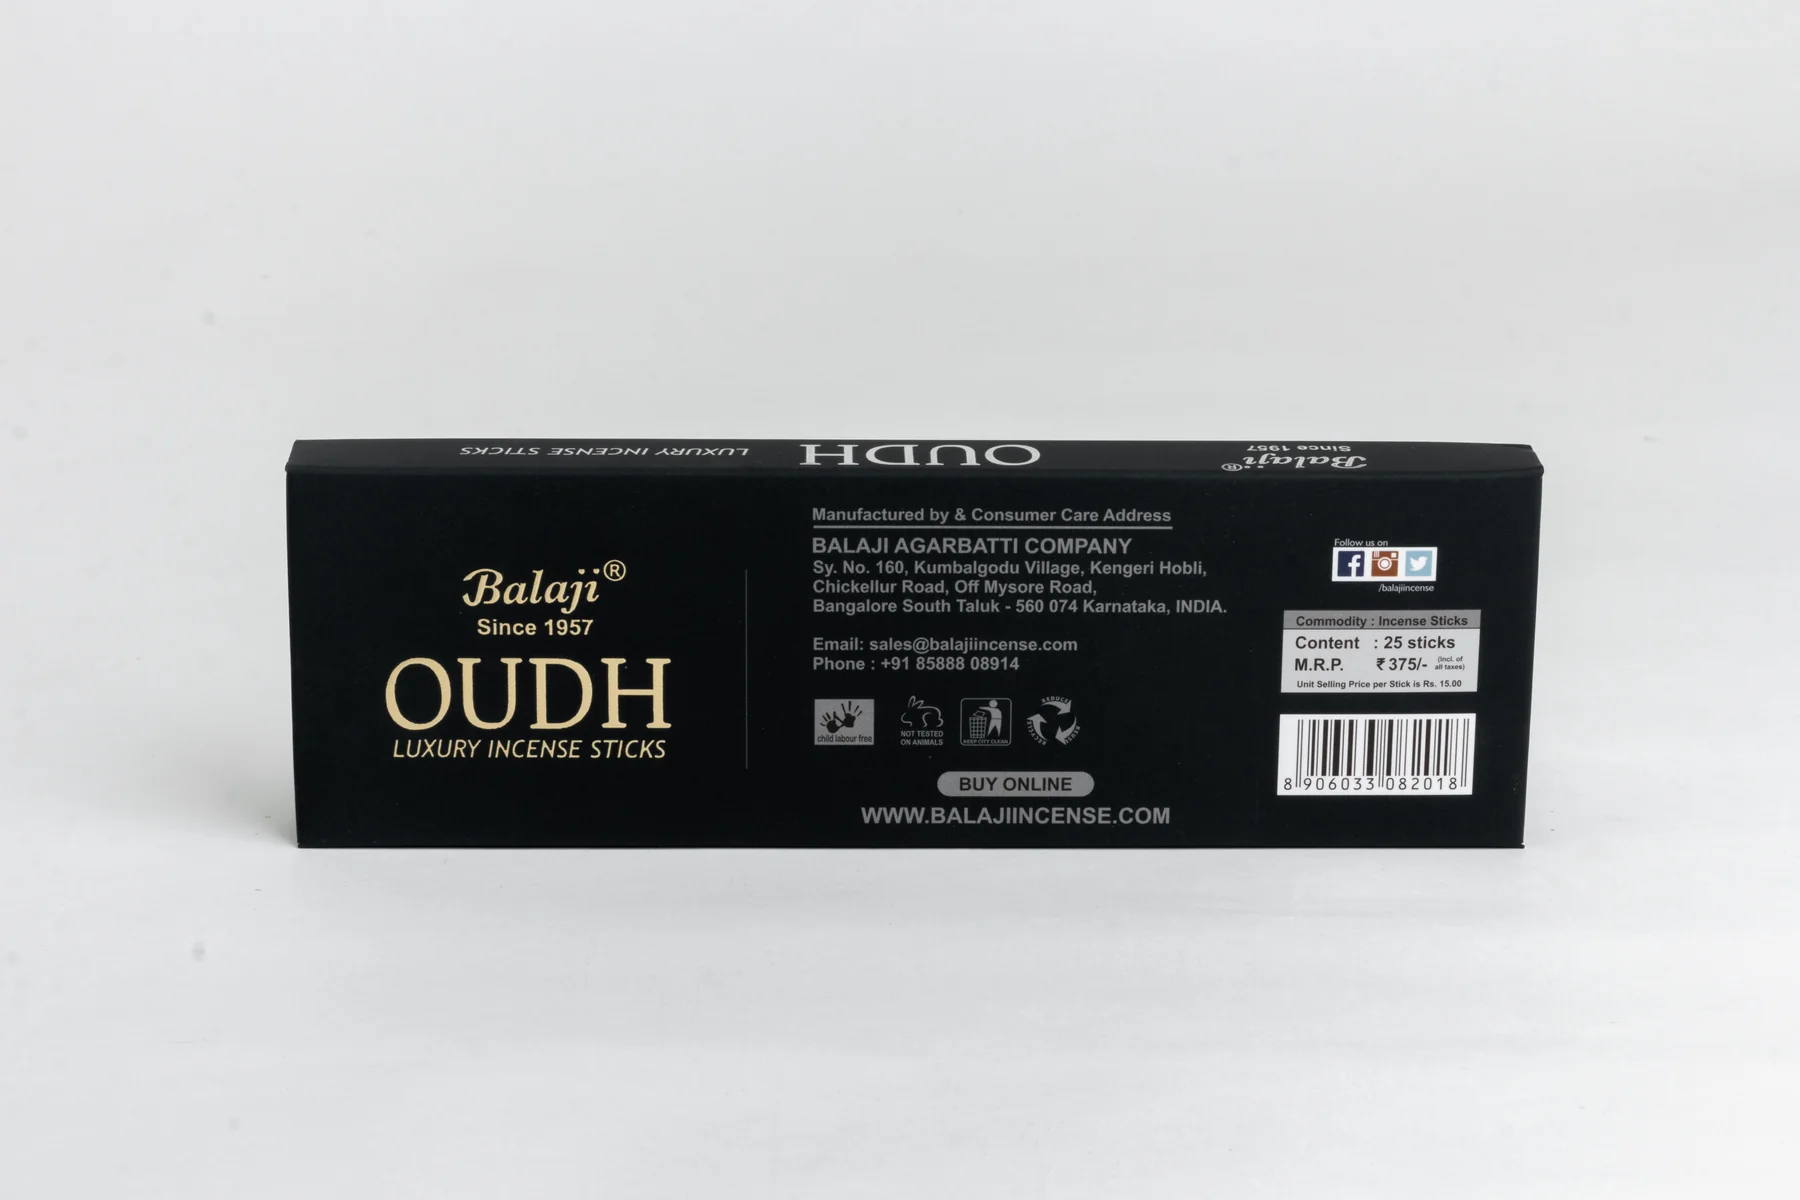 LUXURY INCENSE STICKS
OUDH
Balaji®
Since 1957
Balaji®
Since 1957
OUDH
LUXURY INCENSE STICKS
Manufactured by & Consumer Care Address
BALAJI AGARBATTI COMPANY
Sy. No. 160, Kumbalgodu Village, Kengeri Hobli,
Chickellur Road, Off Mysore Road,
Bangalore South Taluk - 560 074 Karnataka, INDIA.
Email: sales@balajiincense.com
Phone : +91 85888 08914
child labour free
NOT TESTED
ON ANIMALS
KEEP CITY CLEAN
REDUCE
REUSE
RECYCLE
BUY ONLINE
WWW.BALAJIINCENSE.COM
Follow us on
/balajiincense
Commodity : Incense Sticks
Content : 25 sticks
M.R.P. ₹ 375/- (Incl. of
all taxes)
Unit Selling Price per Stick is Rs. 15.00
8 906033 082018